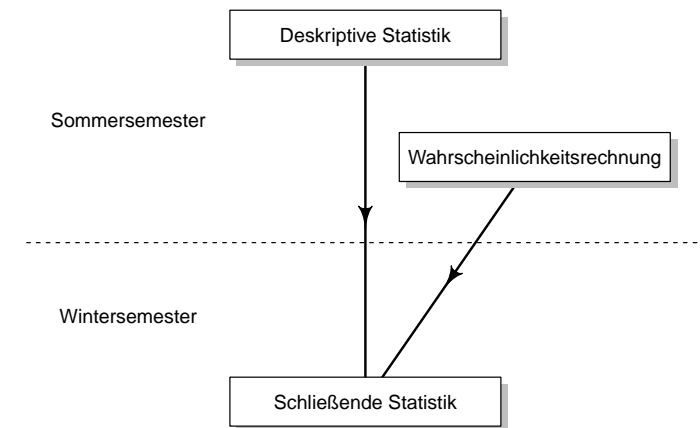 Deskriptive Statistik
Sommersemester
Wahrscheinlichkeitsrechnung
Wintersemester
Schließende Statistik